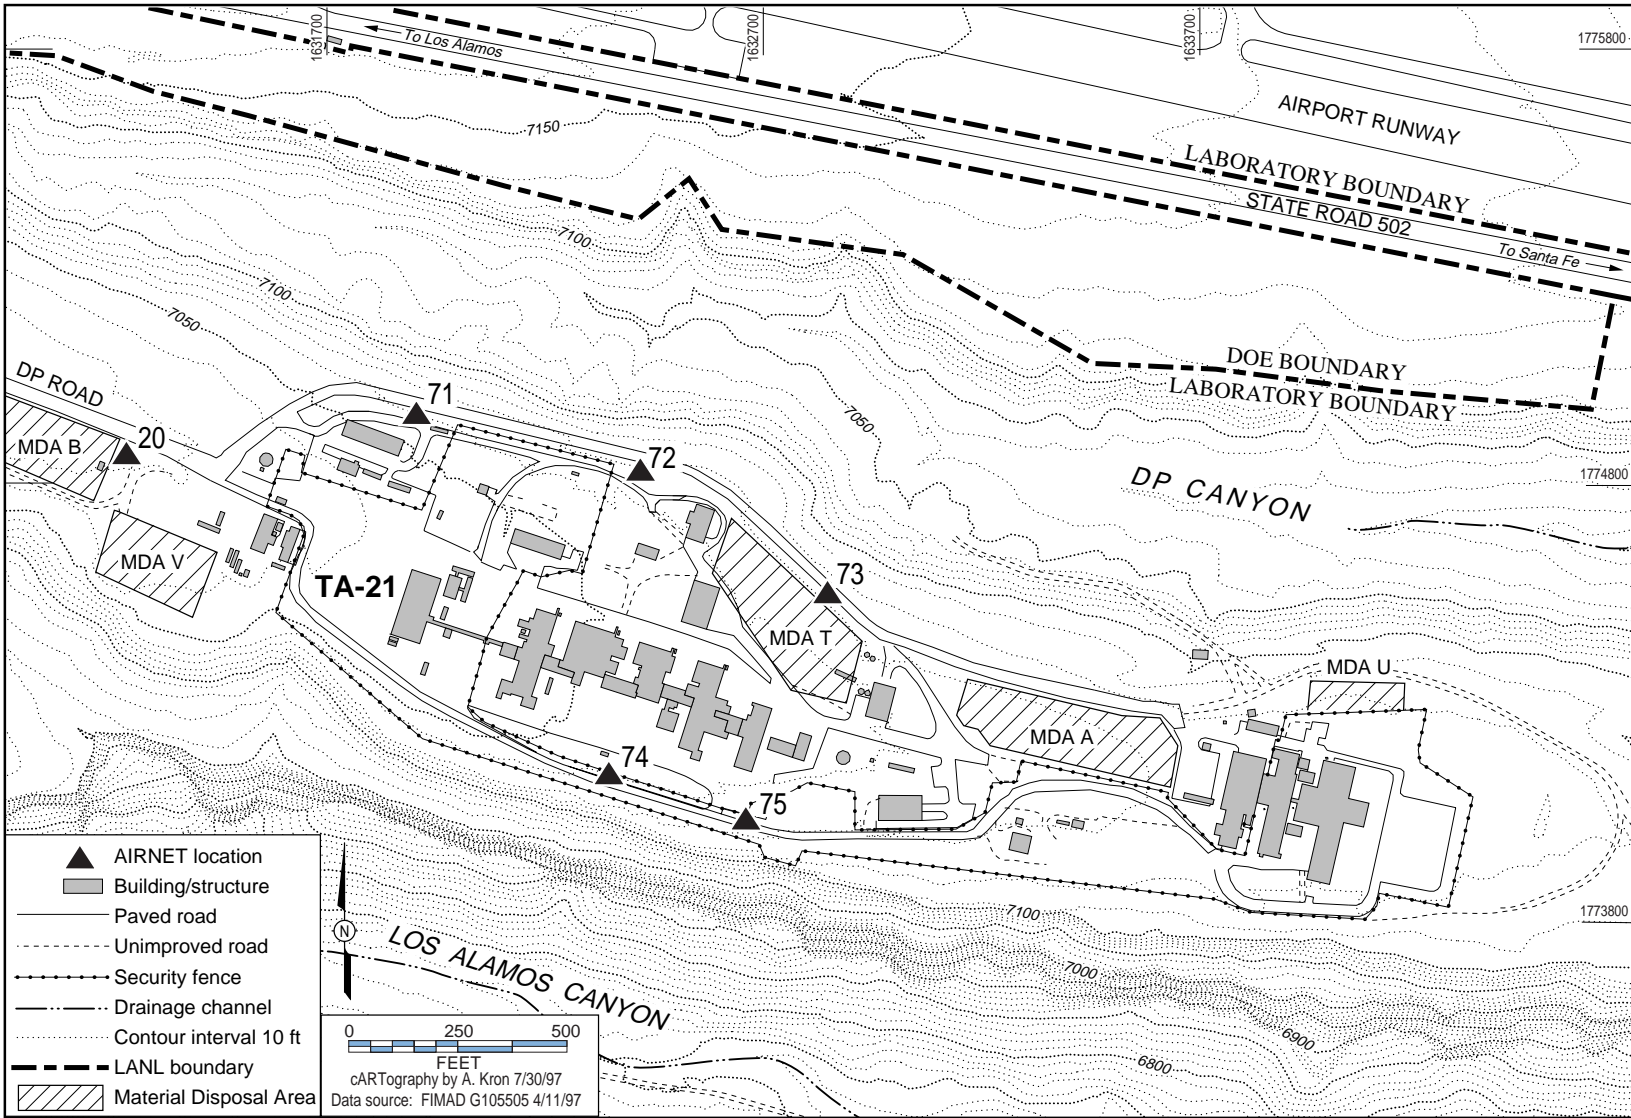 1631700
1632700
1633700
1775800
To Los Alamos
AIRPORT RUNWAY
7150
LABORATORY BOUNDARY
STATE ROAD 502
To Santa Fe
7100
7100
7050
DOE BOUNDARY
LABORATORY BOUNDARY
DP ROAD
71
7050
MDA B
20
72
DP CANYON
1774800
MDA V
TA-21
73
MDA T
MDA U
MDA A
74
75
AIRNET location
Building/structure
Paved road
Unimproved road
Security fence
Drainage channel
Contour interval 10 ft
LANL boundary
Material Disposal Area
N
LOS ALAMOS CANYON
7100
1773800
7000
6900
6800
0 250 500
FEET
cARTography by A. Kron 7/30/97
Data source: FIMAD G105505 4/11/97